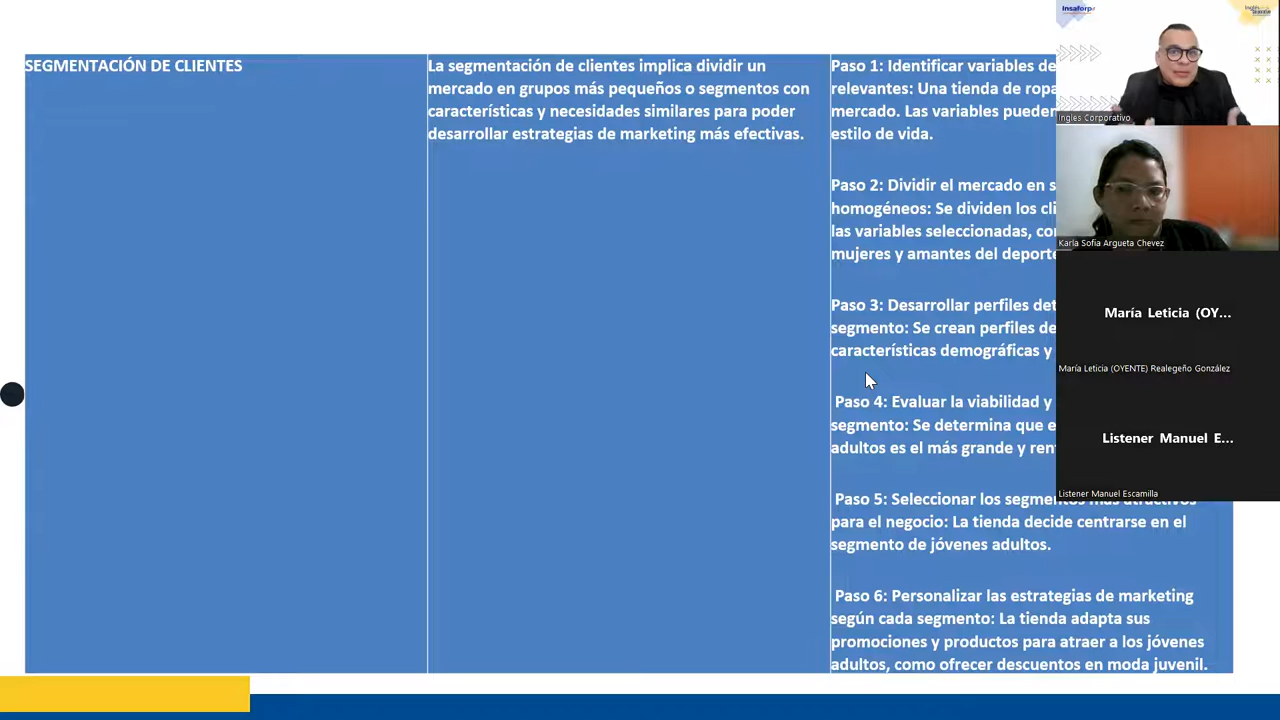 SEGMENTACIÓN DE CLIENTES
La segmentación de clientes implica dividir un
mercado en grupos más pequeños o segmentos con
características y necesidades similares para poder
desarrollar estrategias de marketing más efectivas.
Paso 1: Identificar variables de
relevantes: Una tienda de ropa
mercado. Las variables pueden
estilo de vida.
Paso 2: Dividir el mercado en
homogéneos: Se dividen los
las variables seleccionadas,
mujeres y amantes del deporte
Paso 3: Desarrollar perfiles
segmento: Se crean perfiles
características demográficas y
Paso 4: Evaluar la viabilidad y
segmento: Se determina que
adultos es el más grande y
Paso 5: Seleccionar los segmentos más atractivos
para el negocio: La tienda decide centrarse en el
segmento de jóvenes adultos.
Paso 6: Personalizar las estrategias de marketing
según cada segmento: La tienda adapta sus
promociones y productos para atraer a los jóvenes
adultos, como ofrecer descuentos en moda juvenil.
Insaforp
Ingles Corporativo
Karla Sofia Argueta Chevez
María Leticia (OY...
María Leticia (OYENTE) Realegeño González
Listener Manuel E...
Listener Manuel Escamilla